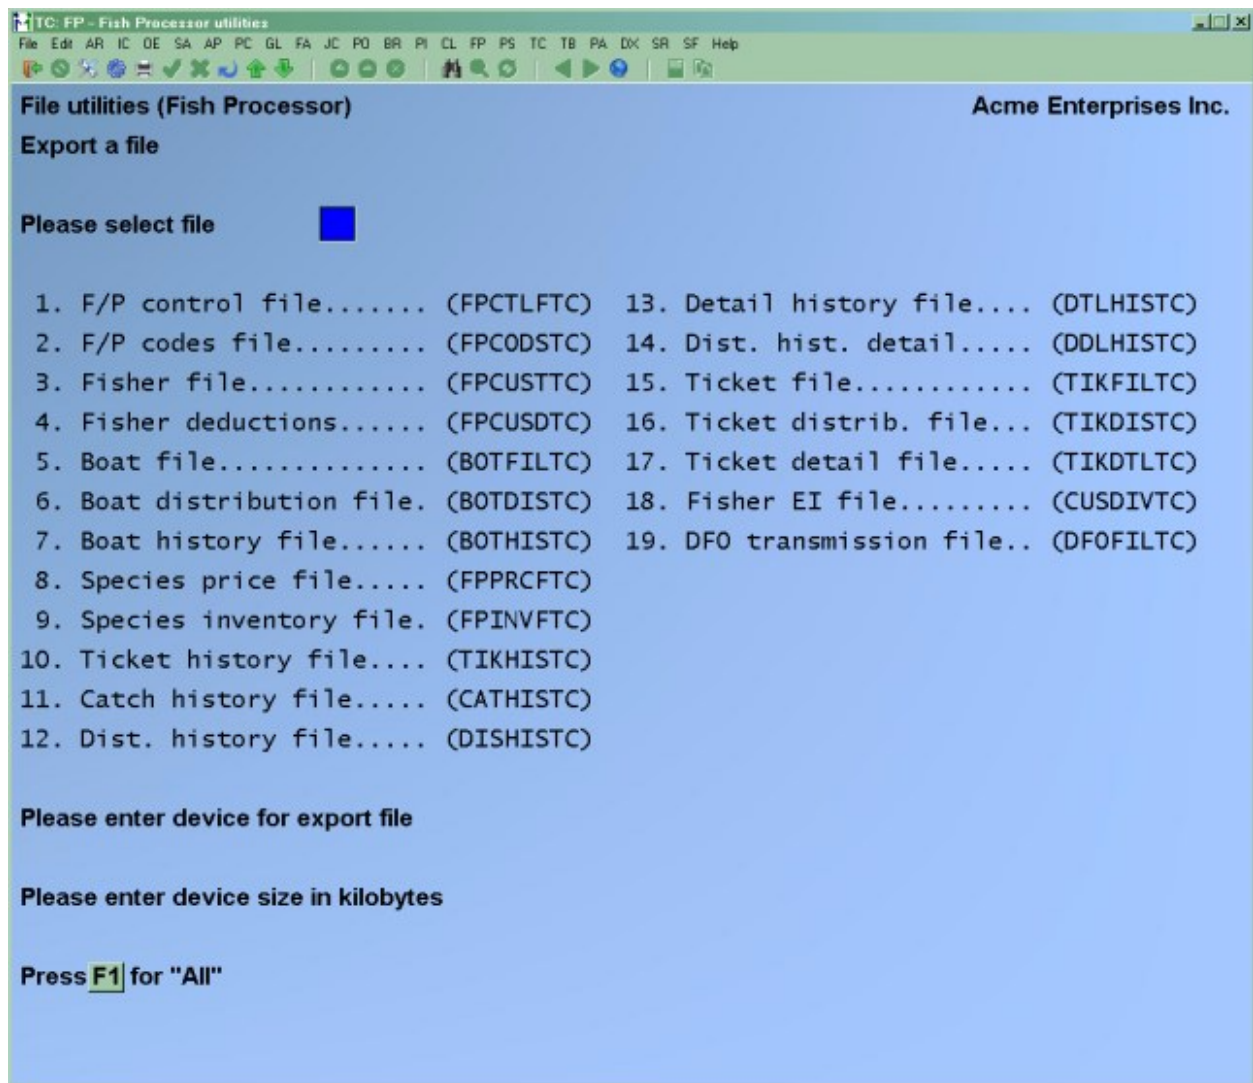 TC: FP - Fish Processor utilities
File Edit AR IC OE SA AP PC GL FA JC PO BR PI CL FP PS TC TB PA DX SR SF Help
File utilities (Fish Processor) Acme Enterprises Inc.
Export a file
Please select file
1. F/P control file....... (FPCTLFTC) 13. Detail history file.... (DTLHISTC)
2. F/P codes file......... (FPCODSTC) 14. Dist. hist. detail..... (DDLHISTC)
3. Fisher file............ (FPCUSTTC) 15. Ticket file............ (TIKFILTC)
4. Fisher deductions...... (FPCUSDTC) 16. Ticket distrib. file... (TIKDISTC)
5. Boat file.............. (BOTFILTC) 17. Ticket detail file..... (TIKDTLTC)
6. Boat distribution file. (BOTDISTC) 18. Fisher EI file......... (CUSDIVTC)
7. Boat history file...... (BOTHISTC) 19. DFO transmission file.. (DFOFILTC)
8. Species price file..... (FPPRCFTC)
9. Species inventory file. (FPINVFTC)
10. Ticket history file.... (TIKHISTC)
11. Catch history file..... (CATHISTC)
12. Dist. history file..... (DISHISTC)
Please enter device for export file
Please enter device size in kilobytes
Press F1 for "All"